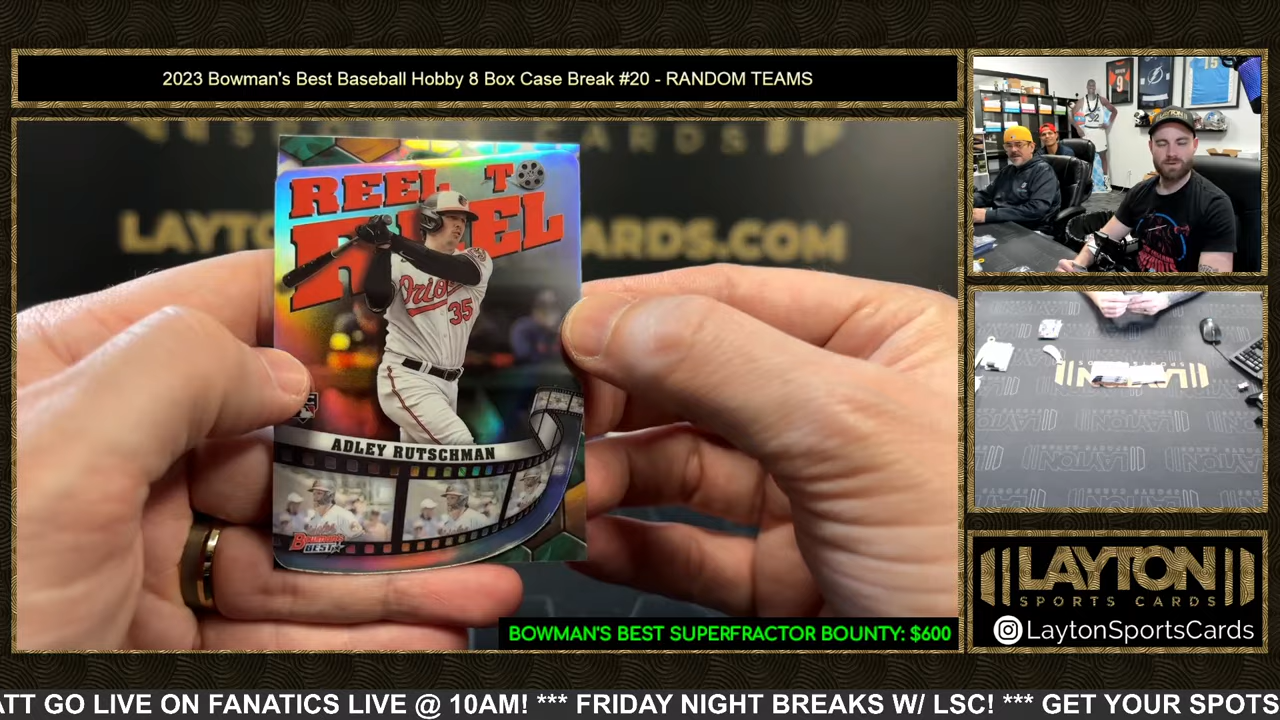 2023 Bowman's Best Baseball Hobby 8 Box Case Break #20 - RANDOM TEAMS
LAYTON
SPORTS CARDS
LaytonSportsCards
REEL TO
REEL
Orioles
35
ADLEY RUTSCHMAN
BOWMAN'S
BEST
ARDS.COM
BOWMAN'S BEST SUPERFRACTOR BOUNTY: $600
ATT GO LIVE ON FANATICS LIVE @ 10AM! *** FRIDAY NIGHT BREAKS W/ LSC! *** GET YOUR SPOTS